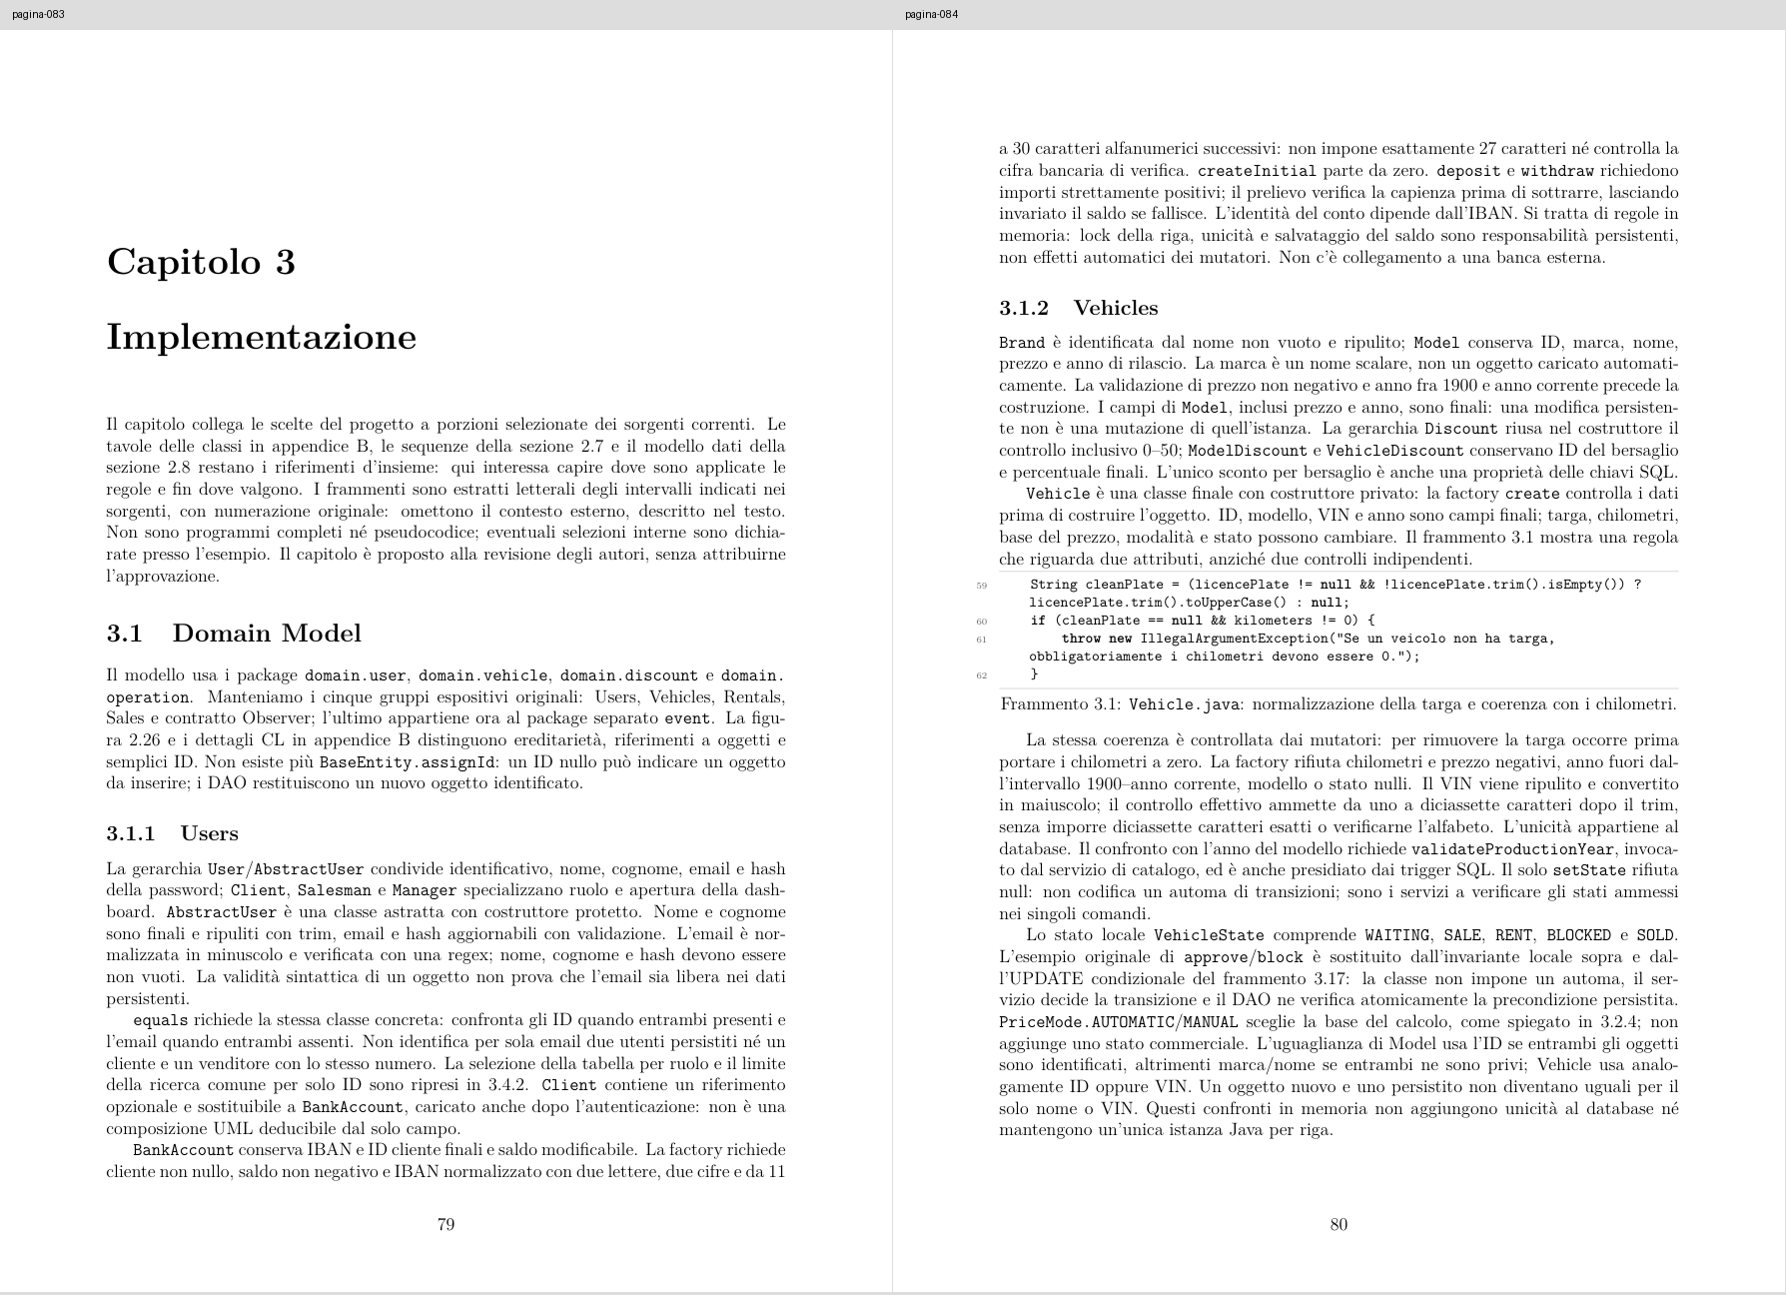 pagina-083
Capitolo 3
Implementazione
Il capitolo collega le scelte del progetto a porzioni selezionate dei sorgenti correnti. Le
tavole delle classi in appendice B, le sequenze della sezione 2.7 e il modello dati della
sezione 2.8 restano i riferimenti d'insieme: qui interessa capire dove sono applicate le
regole e fin dove valgono. I frammenti sono estratti letterali degli intervalli indicati nei
sorgenti, con numerazione originale: omettono il contesto esterno, descritto nel testo.
Non sono programmi completi né pseudocodice; eventuali selezioni interne sono dichia-
rate presso l'esempio. Il capitolo è proposto alla revisione degli autori, senza attribuirne
l'approvazione.
3.1 Domain Model
Il modello usa i package domain.user, domain.vehicle, domain.discount e domain.
operation. Manteniamo i cinque gruppi espositivi originali: Users, Vehicles, Rentals,
Sales e contratto Observer; l'ultimo appartiene ora al package separato event. La figu-
ra 2.26 e i dettagli CL in appendice B distinguono ereditarietà, riferimenti a oggetti e
semplici ID. Non esiste più BaseEntity.assignId: un ID nullo può indicare un oggetto
da inserire; i DAO restituiscono un nuovo oggetto identificato.
3.1.1 Users
La gerarchia User/AbstractUser condivide identificativo, nome, cognome, email e hash
della password; Client, Salesman e Manager specializzano ruolo e apertura della dash-
board. AbstractUser è una classe astratta con costruttore protetto. Nome e cognome
sono finali e ripuliti con trim, email e hash aggiornabili con validazione. L'email è nor-
malizzata in minuscolo e verificata con una regex; nome, cognome e hash devono essere
non vuoti. La validità sintattica di un oggetto non prova che l'email sia libera nei dati
persistenti.
equals richiede la stessa classe concreta: confronta gli ID quando entrambi presenti e
l'email quando entrambi assenti. Non identifica per sola email due utenti persistiti né un
cliente e un venditore con lo stesso numero. La selezione della tabella per ruolo e il limite
della ricerca comune per solo ID sono ripresi in 3.4.2. Client contiene un riferimento
opzionale e sostituibile a BankAccount, caricato anche dopo l'autenticazione: non è una
composizione UML deducibile dal solo campo.
BankAccount conserva IBAN e ID cliente finali e saldo modificabile. La factory richiede
cliente non nullo, saldo non negativo e IBAN normalizzato con due lettere, due cifre e da 11
79
pagina-084
a 30 caratteri alfanumerici successivi: non impone esattamente 27 caratteri né controlla la
cifra bancaria di verifica. createInitial parte da zero. deposit e withdraw richiedono
importi strettamente positivi; il prelievo verifica la capienza prima di sottrarre, lasciando
invariato il saldo se fallisce. L'identità del conto dipende dall'IBAN. Si tratta di regole in
memoria: lock della riga, unicità e salvataggio del saldo sono responsabilità persistenti,
non effetti automatici dei mutatori. Non c'è collegamento a una banca esterna.
3.1.2 Vehicles
Brand è identificata dal nome non vuoto e ripulito; Model conserva ID, marca, nome,
prezzo e anno di rilascio. La marca è un nome scalare, non un oggetto caricato automati-
camente. La validazione di prezzo non negativo e anno fra 1900 e anno corrente precede la
costruzione. I campi di Model, inclusi prezzo e anno, sono finali: una modifica persisten-
te non è una mutazione di quell'istanza. La gerarchia Discount riusa nel costruttore il
controllo inclusivo 0–50; ModelDiscount e VehicleDiscount conservano ID del bersaglio
e percentuale finali. L'unico sconto per bersaglio è anche una proprietà delle chiavi SQL.
Vehicle è una classe finale con costruttore privato: la factory create controlla i dati
prima di costruire l'oggetto. ID, modello, VIN e anno sono campi finali; targa, chilometri,
base del prezzo, modalità e stato possono cambiare. Il frammento 3.1 mostra una regola
che riguarda due attributi, anziché due controlli indipendenti.
59 String cleanPlate = (licencePlate != null && !licencePlate.trim().isEmpty()) ?
licencePlate.trim().toUpperCase() : null;
60 if (cleanPlate == null && kilometers != 0) {
61 throw new IllegalArgumentException("Se un veicolo non ha targa,
obbligatoriamente i chilometri devono essere 0.");
62 }
Frammento 3.1: Vehicle.java: normalizzazione della targa e coerenza con i chilometri.
La stessa coerenza è controllata dai mutatori: per rimuovere la targa occorre prima
portare i chilometri a zero. La factory rifiuta chilometri e prezzo negativi, anno fuori dal-
l'intervallo 1900–anno corrente, modello o stato nulli. Il VIN viene ripulito e convertito
in maiuscolo; il controllo effettivo ammette da uno a diciassette caratteri dopo il trim,
senza imporre diciassette caratteri esatti o verificarne l'alfabeto. L'unicità appartiene al
database. Il confronto con l'anno del modello richiede validateProductionYear, invoca-
to dal servizio di catalogo, ed è anche presidiato dai trigger SQL. Il solo setState rifiuta
null: non codifica un automa di transizioni; sono i servizi a verificare gli stati ammessi
nei singoli comandi.
Lo stato locale VehicleState comprende WAITING, SALE, RENT, BLOCKED e SOLD.
L'esempio originale di approve/block è sostituito dall'invariante locale sopra e dal-
l'UPDATE condizionale del frammento 3.17: la classe non impone un automa, il ser-
vizio decide la transizione e il DAO ne verifica atomicamente la precondizione persistita.
PriceMode.AUTOMATIC/MANUAL sceglie la base del calcolo, come spiegato in 3.2.4; non
aggiunge uno stato commerciale. L'uguaglianza di Model usa l'ID se entrambi gli oggetti
sono identificati, altrimenti marca/nome se entrambi ne sono privi; Vehicle usa analo-
gamente ID oppure VIN. Un oggetto nuovo e uno persistito non diventano uguali per il
solo nome o VIN. Questi confronti in memoria non aggiungono unicità al database né
mantengono un'unica istanza Java per riga.
80